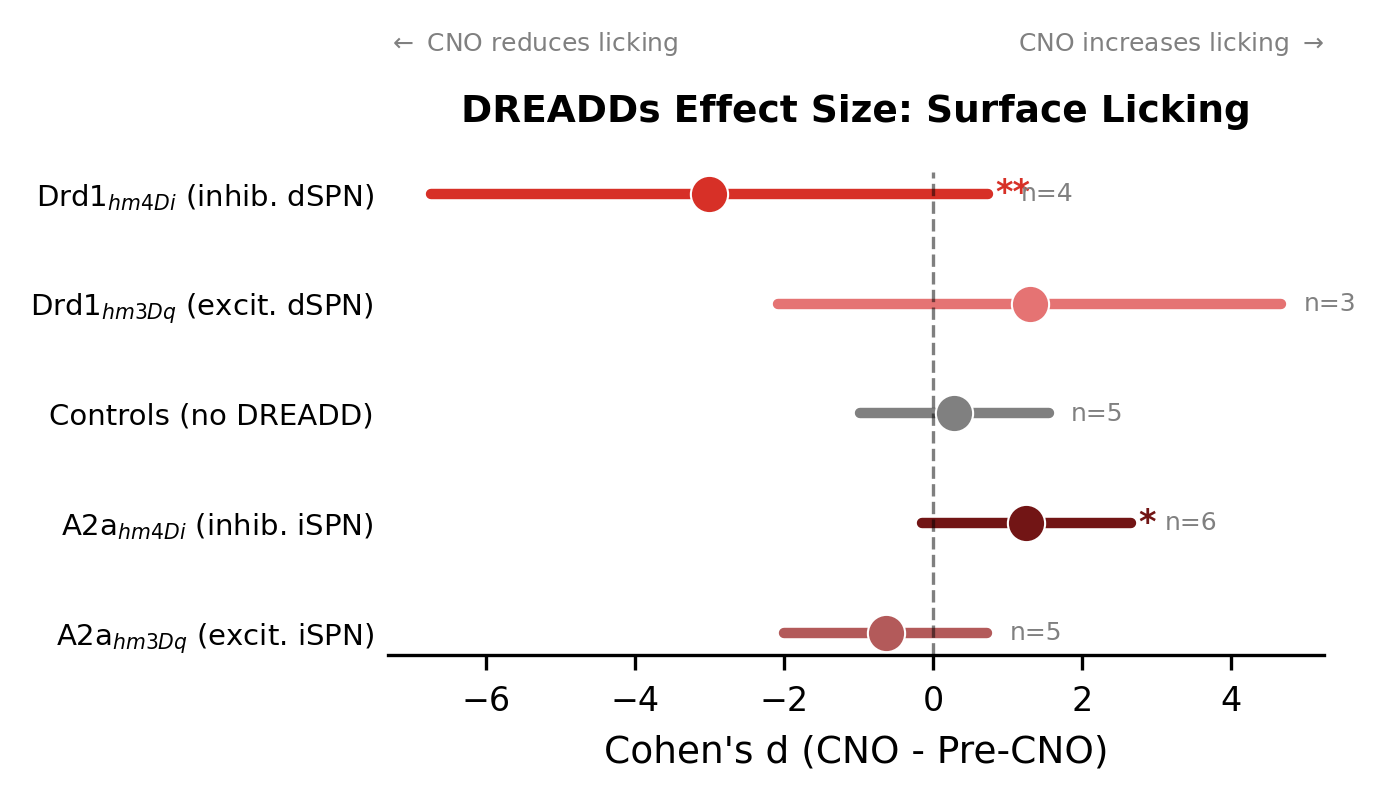 ← CNO reduces licking CNO increases licking →
DREADDs Effect Size: Surface Licking
Drd1hm4Di (inhib. dSPN) ** n=4
Drd1hm3Dq (excit. dSPN) n=3
Controls (no DREADD) n=5
A2ahm4Di (inhib. iSPN) * n=6
A2ahm3Dq (excit. iSPN) n=5
−6 −4 −2 0 2 4
Cohen's d (CNO - Pre-CNO)